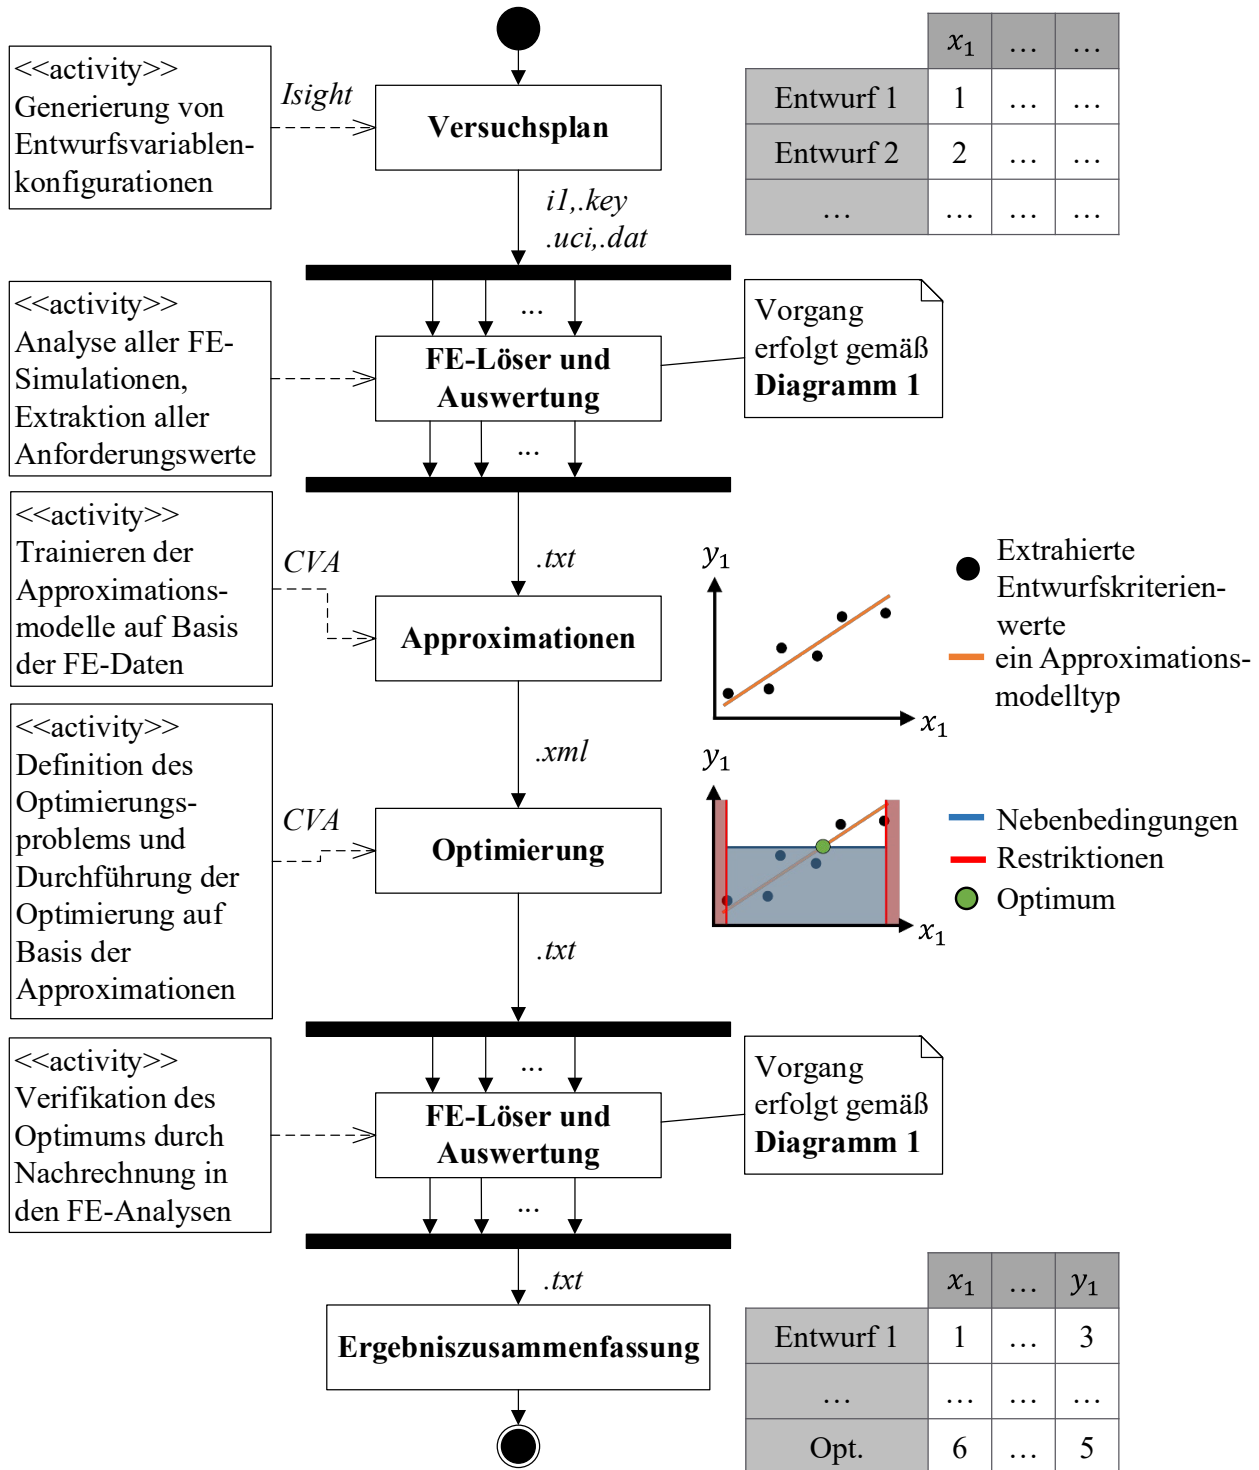 <<activity>>
Generierung von
Entwurfsvariablen-
konfigurationen
Isight
Versuchsplan
i1,.key
.uci,.dat
x₁ … …
Entwurf 1 1 … …
Entwurf 2 2 … …
… … … …
<<activity>>
Analyse aller FE-
Simulationen,
Extraktion aller
Anforderungswerte
...
FE-Löser und
Auswertung
...
Vorgang
erfolgt gemäß
Diagramm 1
<<activity>>
Trainieren der
Approximations-
modelle auf Basis
der FE-Daten
CVA
.txt
Approximationen
y₁
x₁
Extrahierte
Entwurfskriterien-
werte
ein Approximations-
modelltyp
<<activity>>
Definition des
Optimierungs-
problems und
Durchführung der
Optimierung auf
Basis der
Approximationen
CVA
.xml
Optimierung
.txt
y₁
x₁
Nebenbedingungen
Restriktionen
Optimum
<<activity>>
Verifikation des
Optimums durch
Nachrechnung in
den FE-Analysen
...
FE-Löser und
Auswertung
...
Vorgang
erfolgt gemäß
Diagramm 1
.txt
Ergebniszusammenfassung
x₁ … y₁
Entwurf 1 1 … 3
… … … …
Opt. 6 … 5